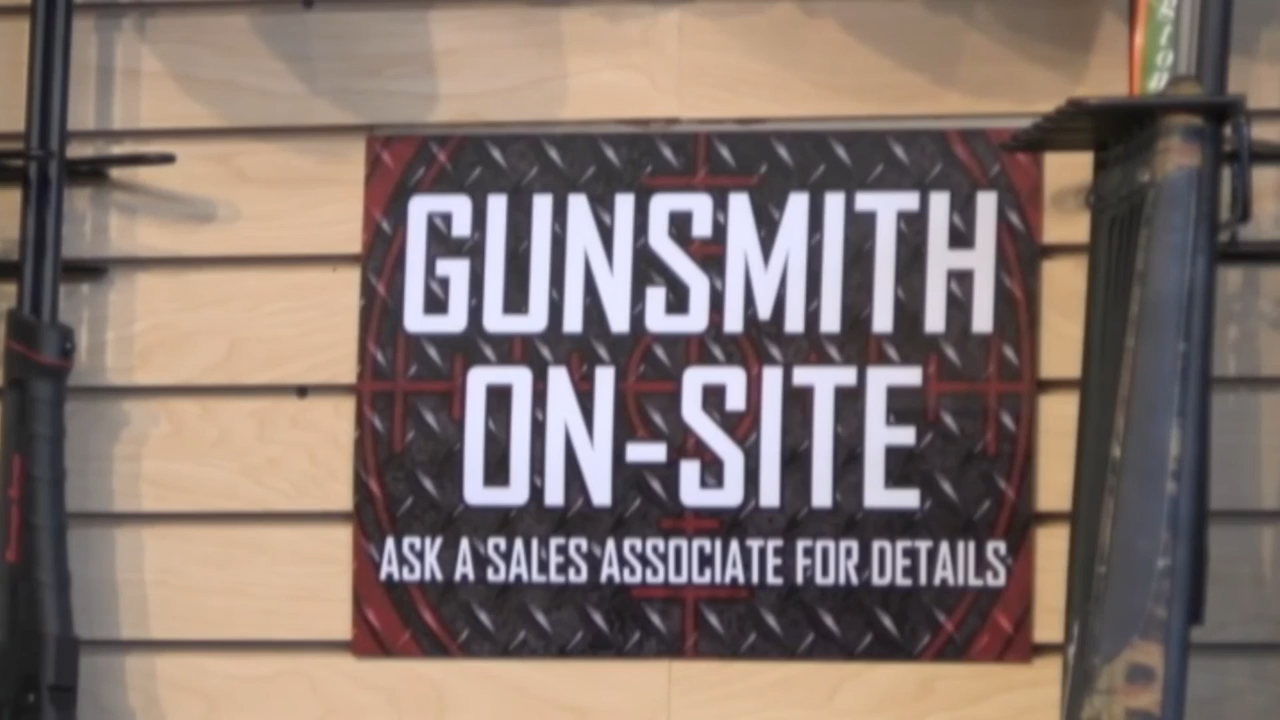 GUNSMITH
ON-SITE
ASK A SALES ASSOCIATE FOR DETAILS